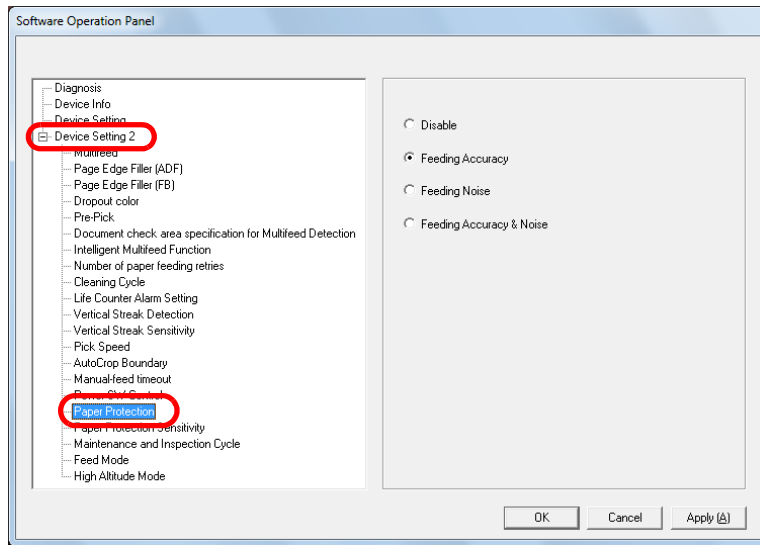 Software Operation Panel
Diagnosis
Device Info
Device Setting
Device Setting 2
Multifeed
Page Edge Filler (ADF)
Page Edge Filler (FB)
Dropout color
Pre-Pick
Document check area specification for Multifeed Detection
Intelligent Multifeed Function
Number of paper feeding retries
Cleaning Cycle
Life Counter Alarm Setting
Vertical Streak Detection
Vertical Streak Sensitivity
Pick Speed
AutoCrop Boundary
Manual-feed timeout
Power SW Control
Paper Protection
Paper Protection Sensitivity
Maintenance and Inspection Cycle
Feed Mode
High Altitude Mode
Disable
Feeding Accuracy
Feeding Noise
Feeding Accuracy & Noise
OK Cancel Apply (A)